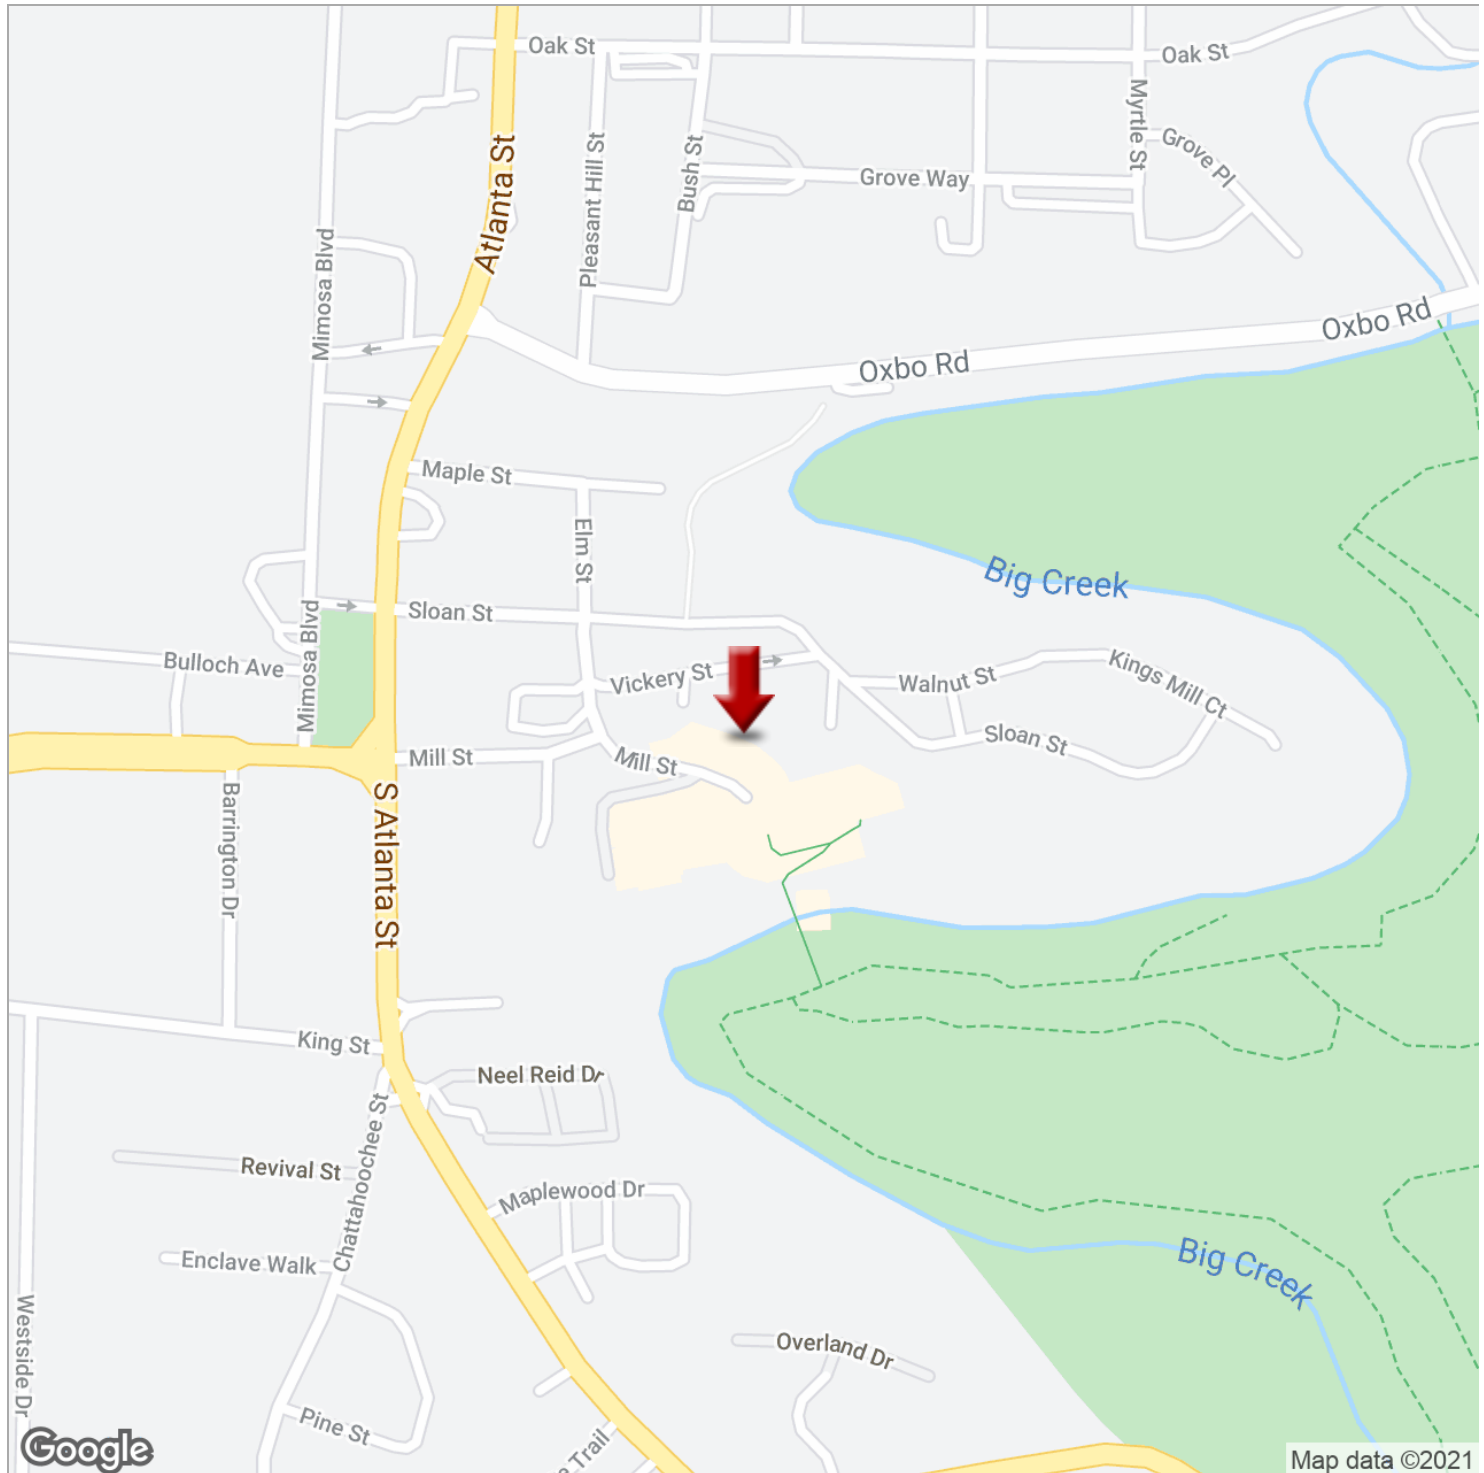 Oak St
Oak St
Atlanta St
Pleasant Hill St
Bush St
Myrtle St
Grove Pl
Grove Way
Mimosa Blvd
Oxbo Rd
Oxbo Rd
Maple St
Elm St
Big Creek
Sloan St
Mimosa Blvd
Bulloch Ave
Vickery St
Walnut St
Kings Mill Ct
Sloan St
Mill St
Mill St
Barrington Dr
S Atlanta St
King St
Neel Reid Dr
Chattahoochee St
Revival St
Maplewood Dr
Enclave Walk
Big Creek
Westside Dr
Overland Dr
Pine St
e Trail
Google
Map data ©2021